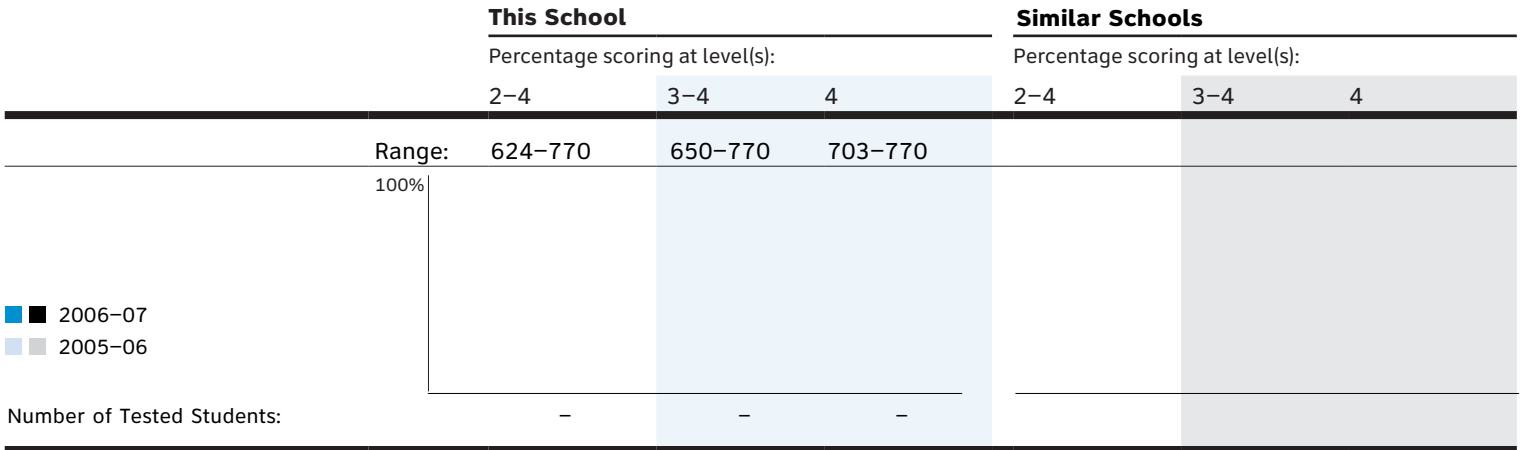 This School Similar Schools
Percentage scoring at level(s): Percentage scoring at level(s):
2–4 3–4 4 2–4 3–4 4
Range: 624–770 650–770 703–770
100%
2006–07
2005–06
Number of Tested Students: – – –